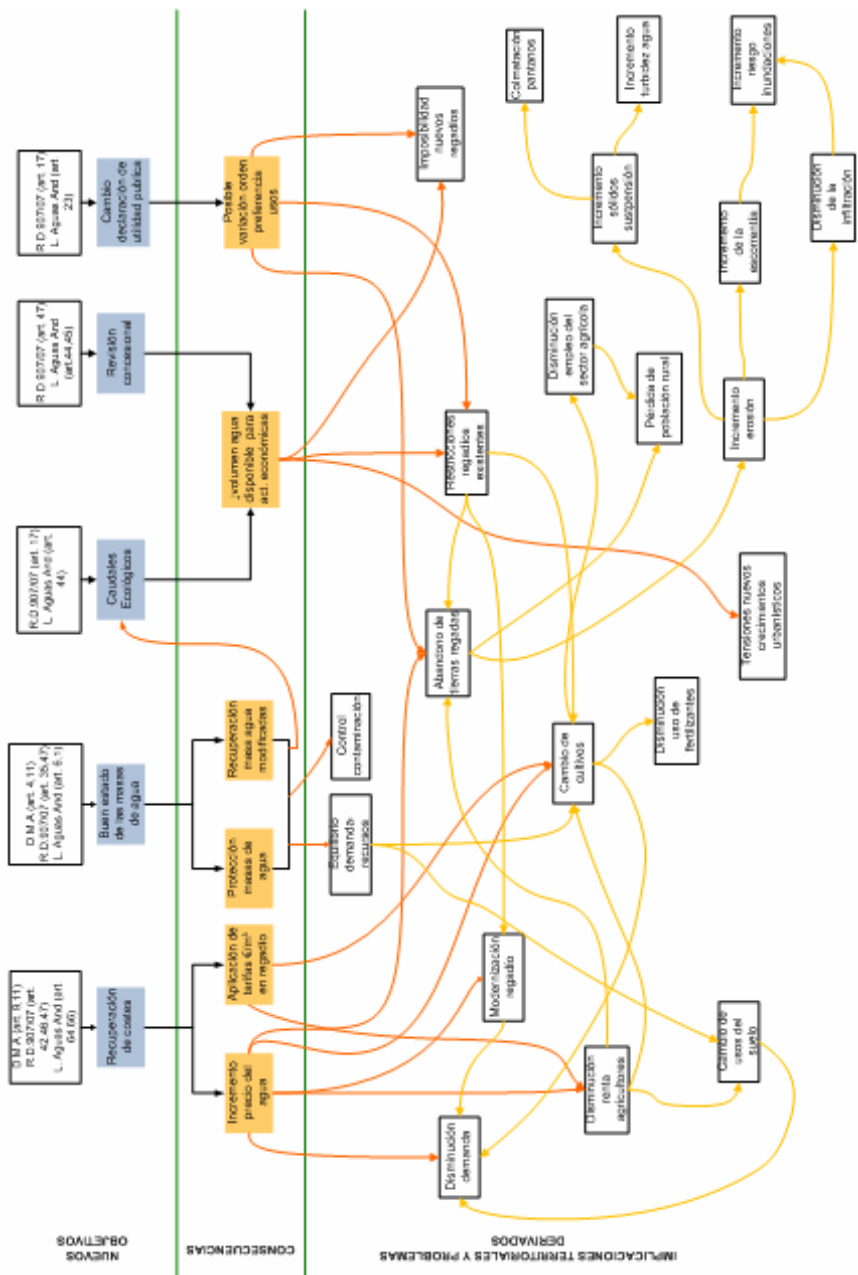 D.M.A (art. 9,11)
R.D.907/07 (art.
42,46,47)
L. Aguas And (art
64,66)
D.M.A (art. 4,11)
R.D.907/07 (art. 35,47)
L. Aguas And (art. 6,1)
R.D.907/07 (art. 17)
L. Aguas And (art.
44)
R.D.907/07 (art. 47)
L. Aguas And
(art.44,45)
R.D.907/07 (art. 17)
L. Aguas And (art
23)
NUEVOS
OBJETIVOS
Recuperación
de costes
Buen estado
de las masas
de agua
Caudales
Ecológicos
Revisión
concesional
Cambio
declaración de
utilidad pública
CONSECUENCIAS
Incremento
precio del
agua
Aplicación de
tarifas €/m³
en regadío
Protección
masas de
agua
Recuperación
masa agua
modificadas
↓volumen agua
disponible para
act. económicas
Posible
variación orden
preferencia
usos
IMPLICACIONES TERRITORIALES Y PROBLEMAS
DERIVADOS
Equilibrio
demanda-
recursos
Control
contaminación
Imposibilidad
nuevos
regadíos
Disminución
demanda
Modernización
regadío
Abandono de
tierras regadas
Restricciones
regadíos
existentes
Colmatación
pantanos
Disminución
renta
agricultores
Cambio de
cultivos
Disminución
empleo del
sector agrícola
Incremento
sólidos
suspensión
Incremento
turbidez agua
Disminución
uso de
fertilizantes
Pérdida de
población rural
Cambio de
usos del
suelo
Tensiones nuevos
crecimientos
urbanísticos
Incremento
erosión
Incremento
de la
escorrentía
Incremento
riesgo
inundaciones
Disminución
de la
infiltración